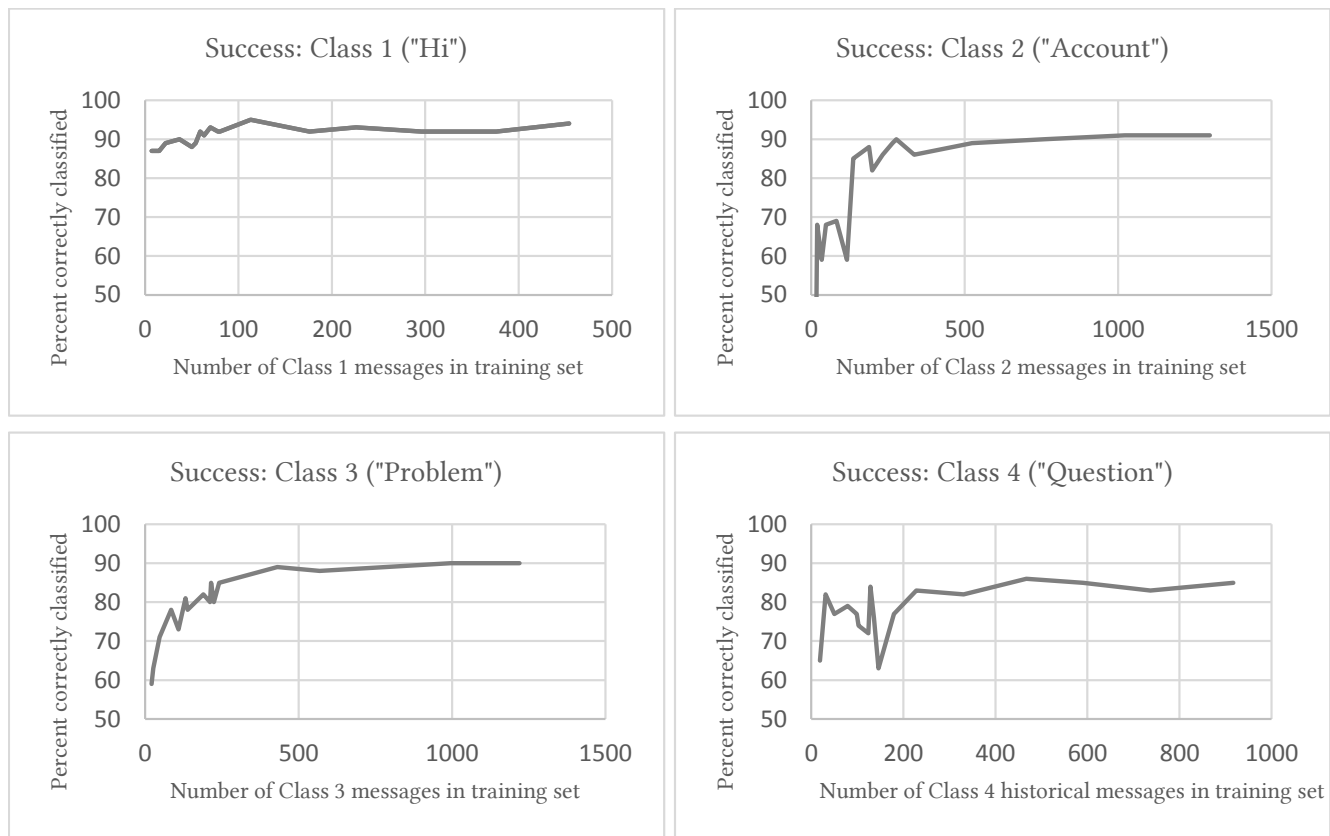 Success: Class 1 ("Hi")
Percent correctly classified
100
90
80
70
60
50
0 100 200 300 400 500
Number of Class 1 messages in training set
Success: Class 2 ("Account")
Percent correctly classified
100
90
80
70
60
50
0 500 1000 1500
Number of Class 2 messages in training set
Success: Class 3 ("Problem")
Percent correctly classified
100
90
80
70
60
50
0 500 1000 1500
Number of Class 3 messages in training set
Success: Class 4 ("Question")
Percent correctly classified
100
90
80
70
60
50
0 200 400 600 800 1000
Number of Class 4 historical messages in training set